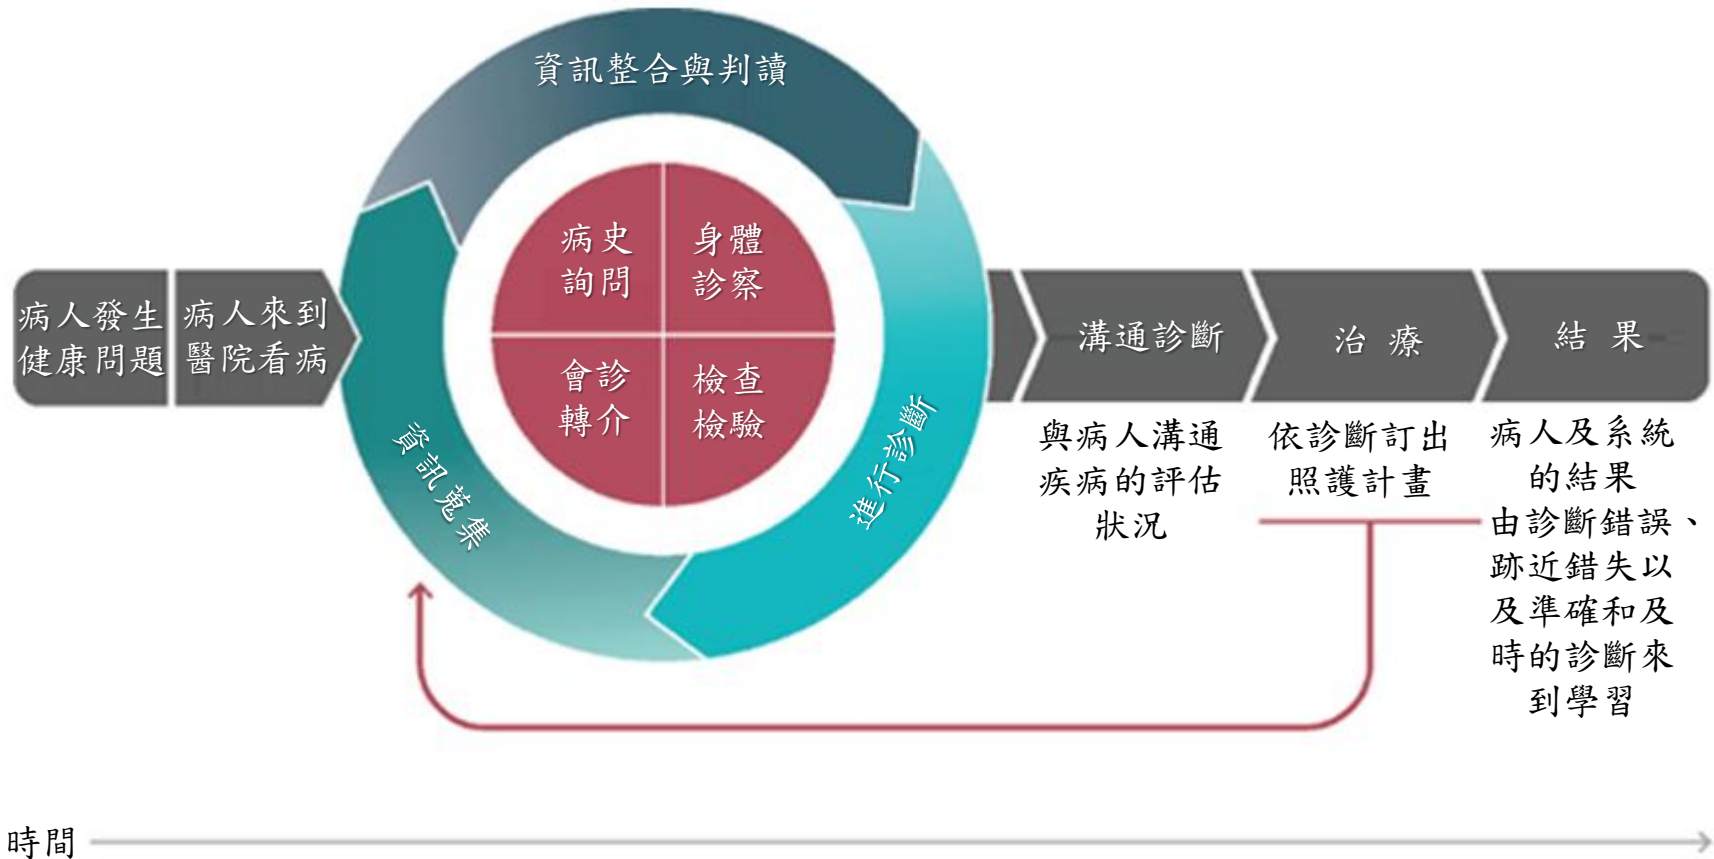 資訊整合與判讀
病史
詢問
身體
診察
會診
轉介
檢查
檢驗
資訊蒐集
進行診斷
病人發生
健康問題
病人來到
醫院看病
溝通診斷
治 療
結 果
與病人溝通
疾病的評估
狀況
依診斷訂出
照護計畫
病人及系統
的結果
由診斷錯誤、
跡近錯失以
及準確和及
時的診斷來
到學習
時間